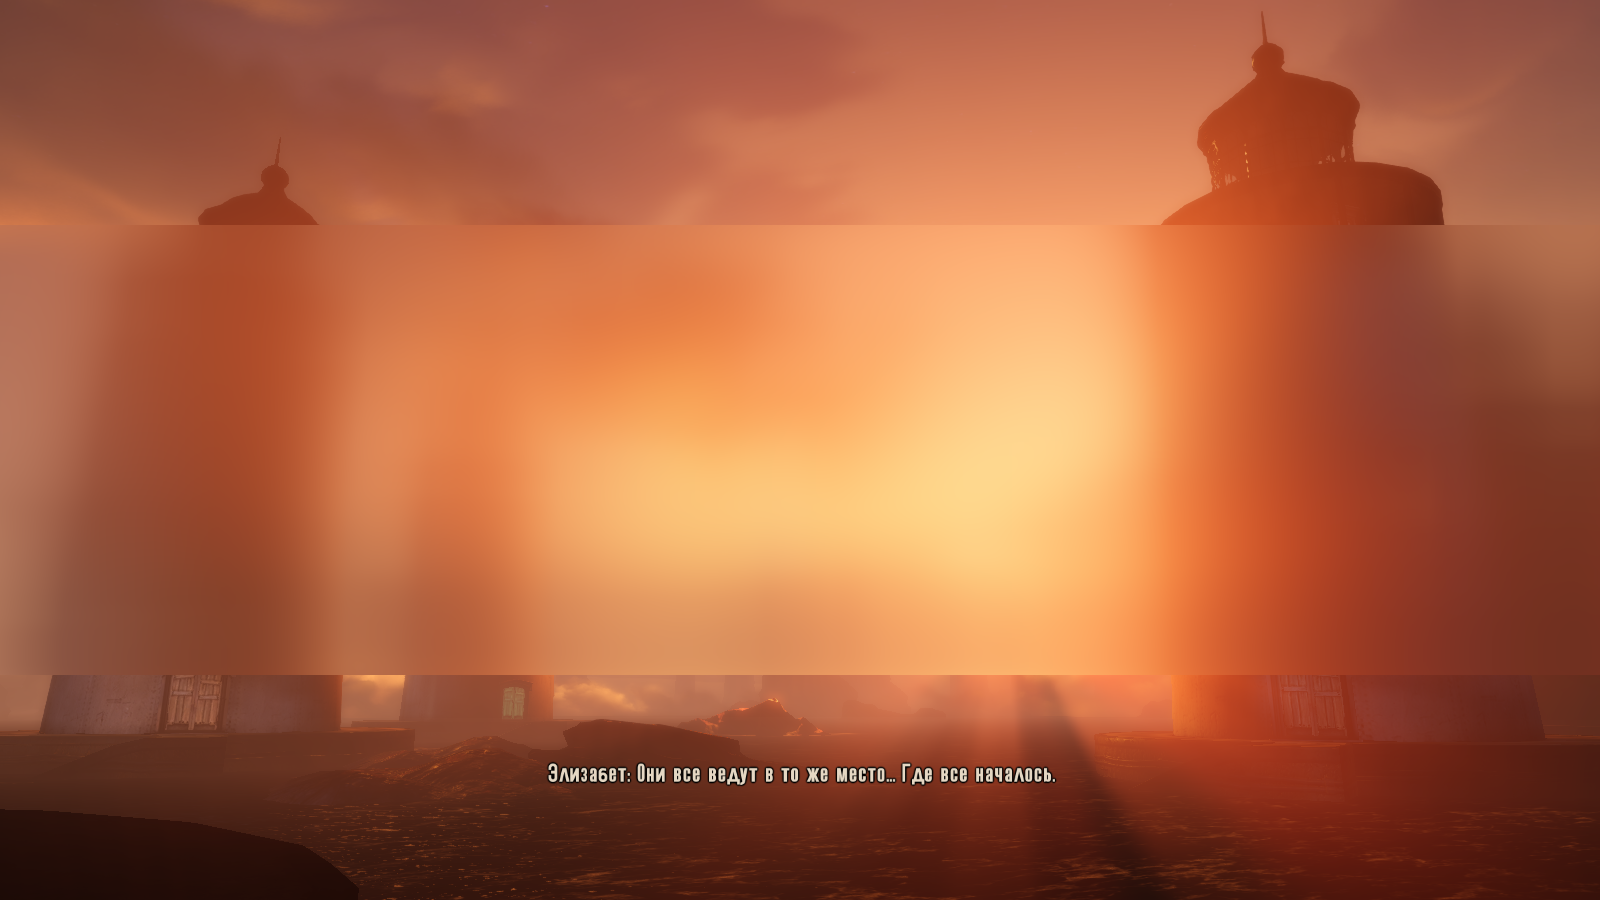 Элизабет: Они все ведут в то же место... Где все началось.